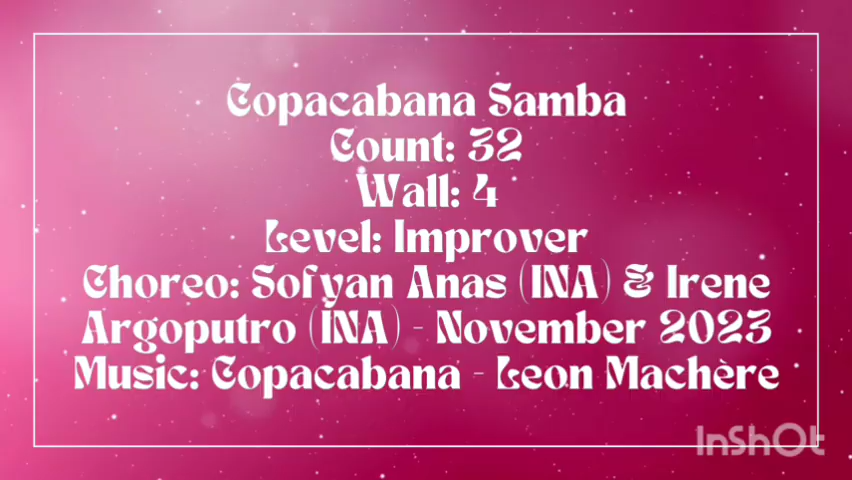 Copacabana Samba
Count: 32
Wall: 4
Level: Improver
Choreo: Sofyan Anas (INA) & Irene
Argoputro (INA) - November 2023
Music: Copacabana - Leon Machère
InShOt